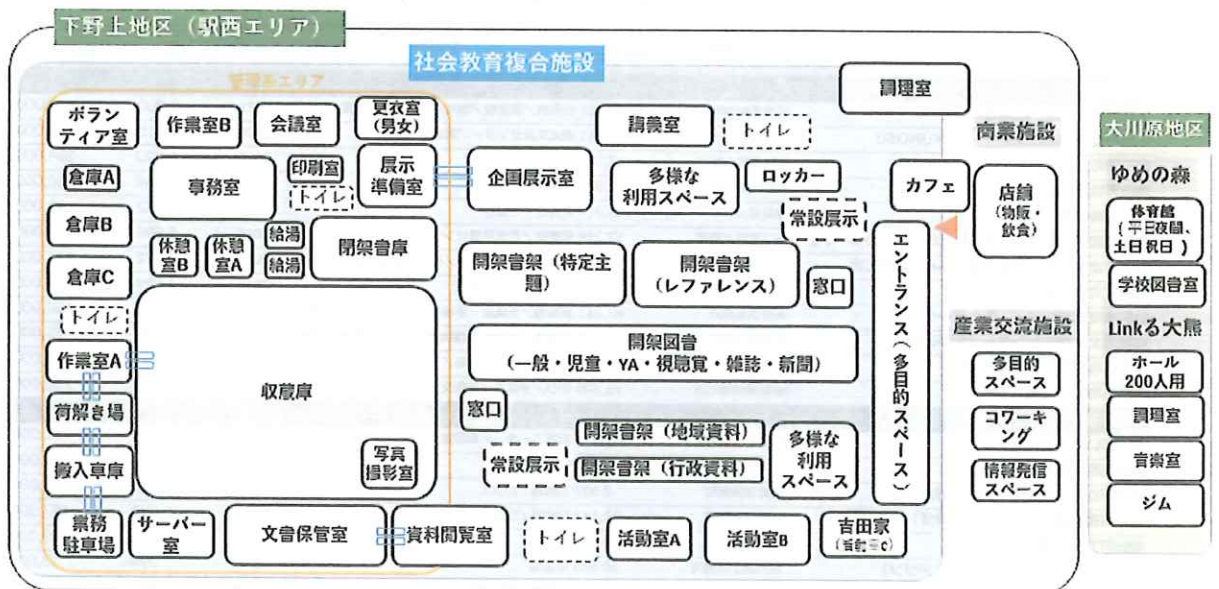 下野上地区（駅西エリア）
社会教育複合施設
管理系エリア
ボラン
ティア室
作業室B
会議室
更衣室
(男女)
倉庫A
事務室
印刷室
トイレ
展示
準備室
倉庫B
休憩
室B
休憩
室A
給湯
給湯
閉架書庫
倉庫C
トイレ
作業室A
荷解き場
搬入車庫
業務
駐車場
収蔵庫
写真
撮影室
サーバー
室
文書保管室
資料閲覧室
講義室
トイレ
調理室
企画展示室
多様な
利用スペース
ロッカー
カフェ
常設展示
開架書架（特定主
題）
開架書架
（レファレンス）
窓口
開架図書
（一般・児童・YA・視聴覚・雑誌・新聞）
窓口
開架書架（地域資料）
常設展示
開架書架（行政資料）
多様な
利用
スペース
エントランス（多目的スペース）
トイレ
活動室A
活動室B
吉田家
商業施設
店舗
（物販・
飲食）
産業交流施設
多目的
スペース
コワーキ
ング
情報発信
スペース
大川原地区
ゆめの森
体育館
（平日夜間、
土日祝日）
学校図書室
Linkる大熊
ホール
200人用
調理室
音楽室
ジム